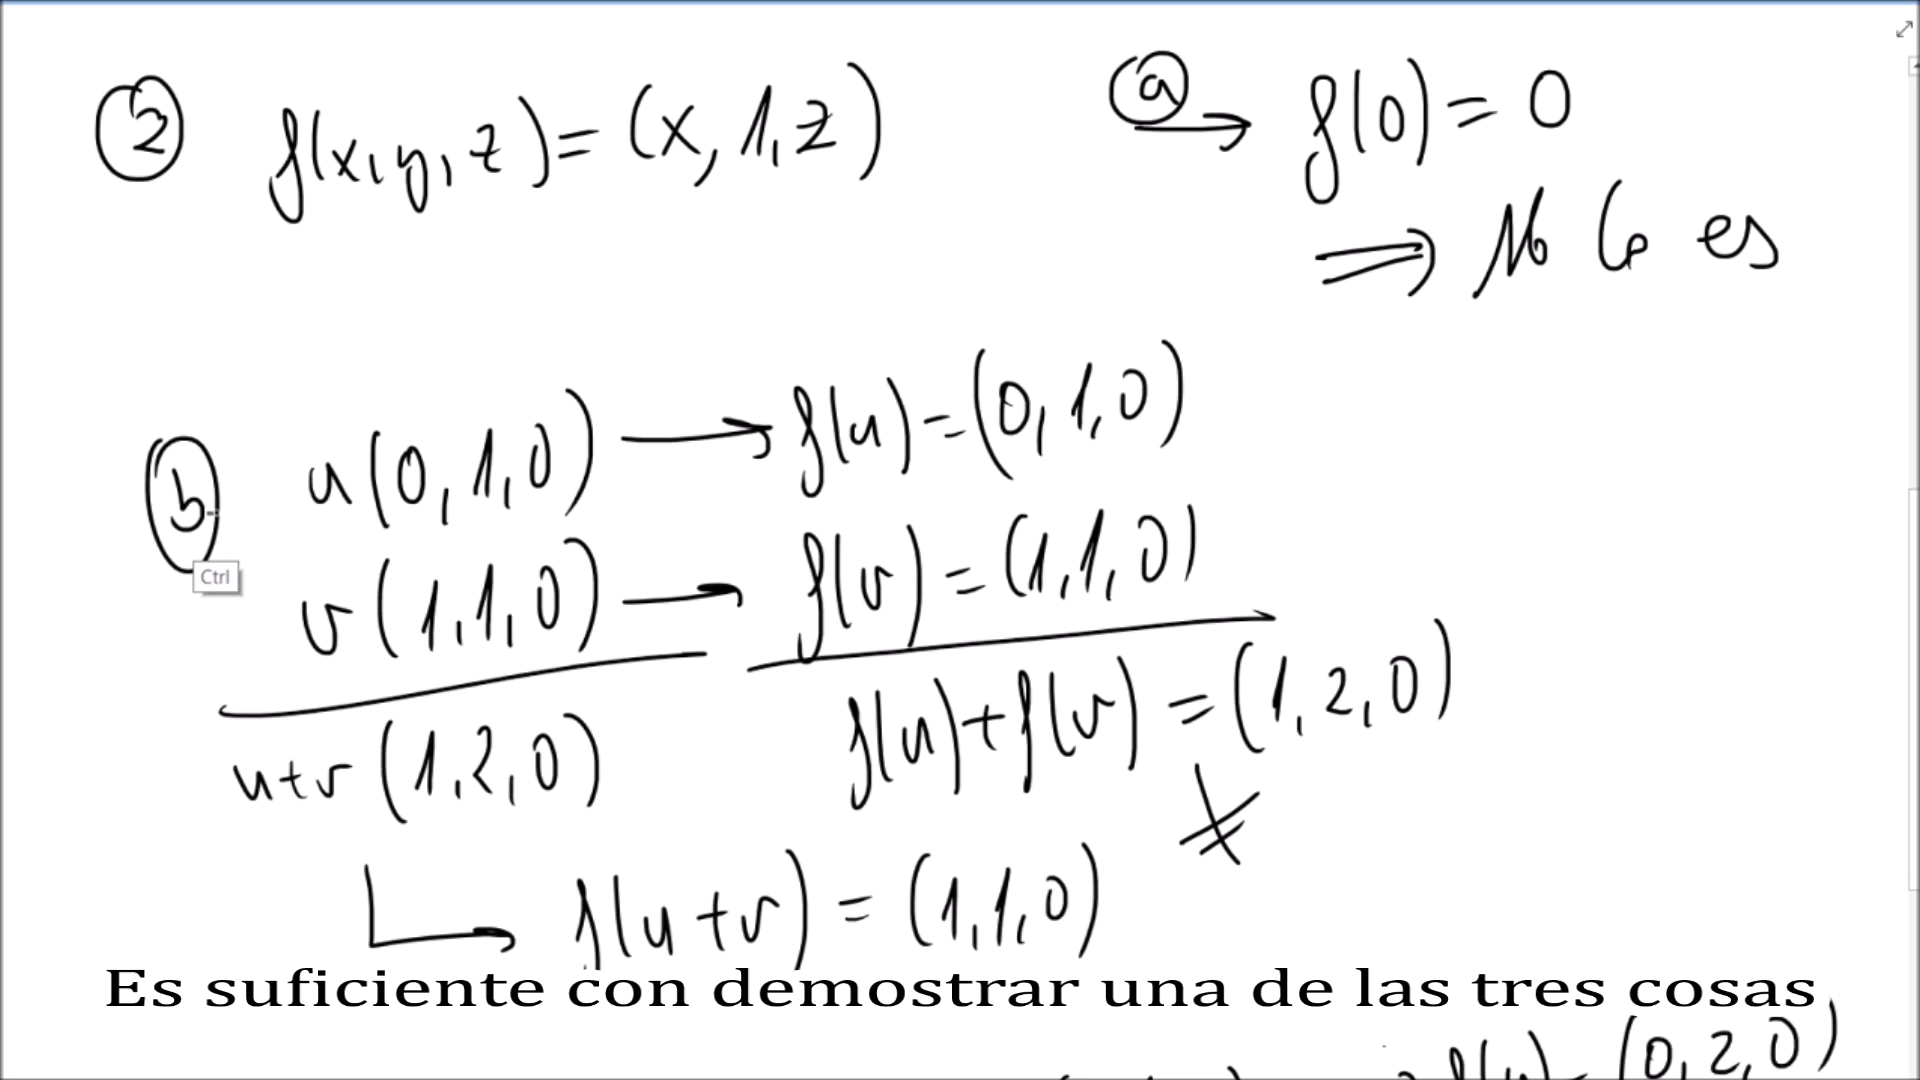 ② f(x,y,z)=(x,1,z)
ⓐ → f(0)=0
⇒ No lo es
ⓑ u(0,1,0) → f(u)=(0,1,0)
v(1,1,0) → f(v)=(1,1,0)
u+v(1,2,0) f(u)+f(v)=(1,2,0)
≠
f(u+v)=(1,1,0)
Ctrl
Es suficiente con demostrar una de las tres cosas
(0,2,0)